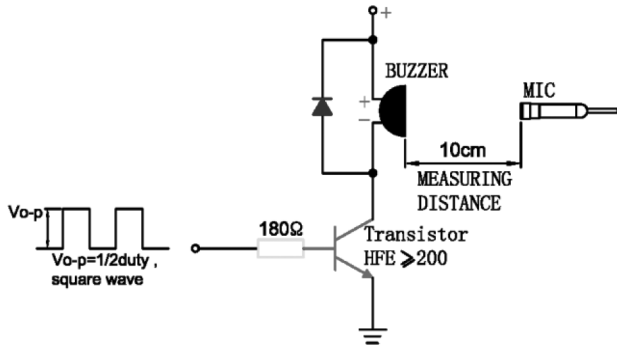 +
BUZZER
+
−
MIC
10cm
MEASURING
DISTANCE
Vo-p
Vo-p=1/2duty ,
square wave
180Ω
Transistor
HFE ≥200